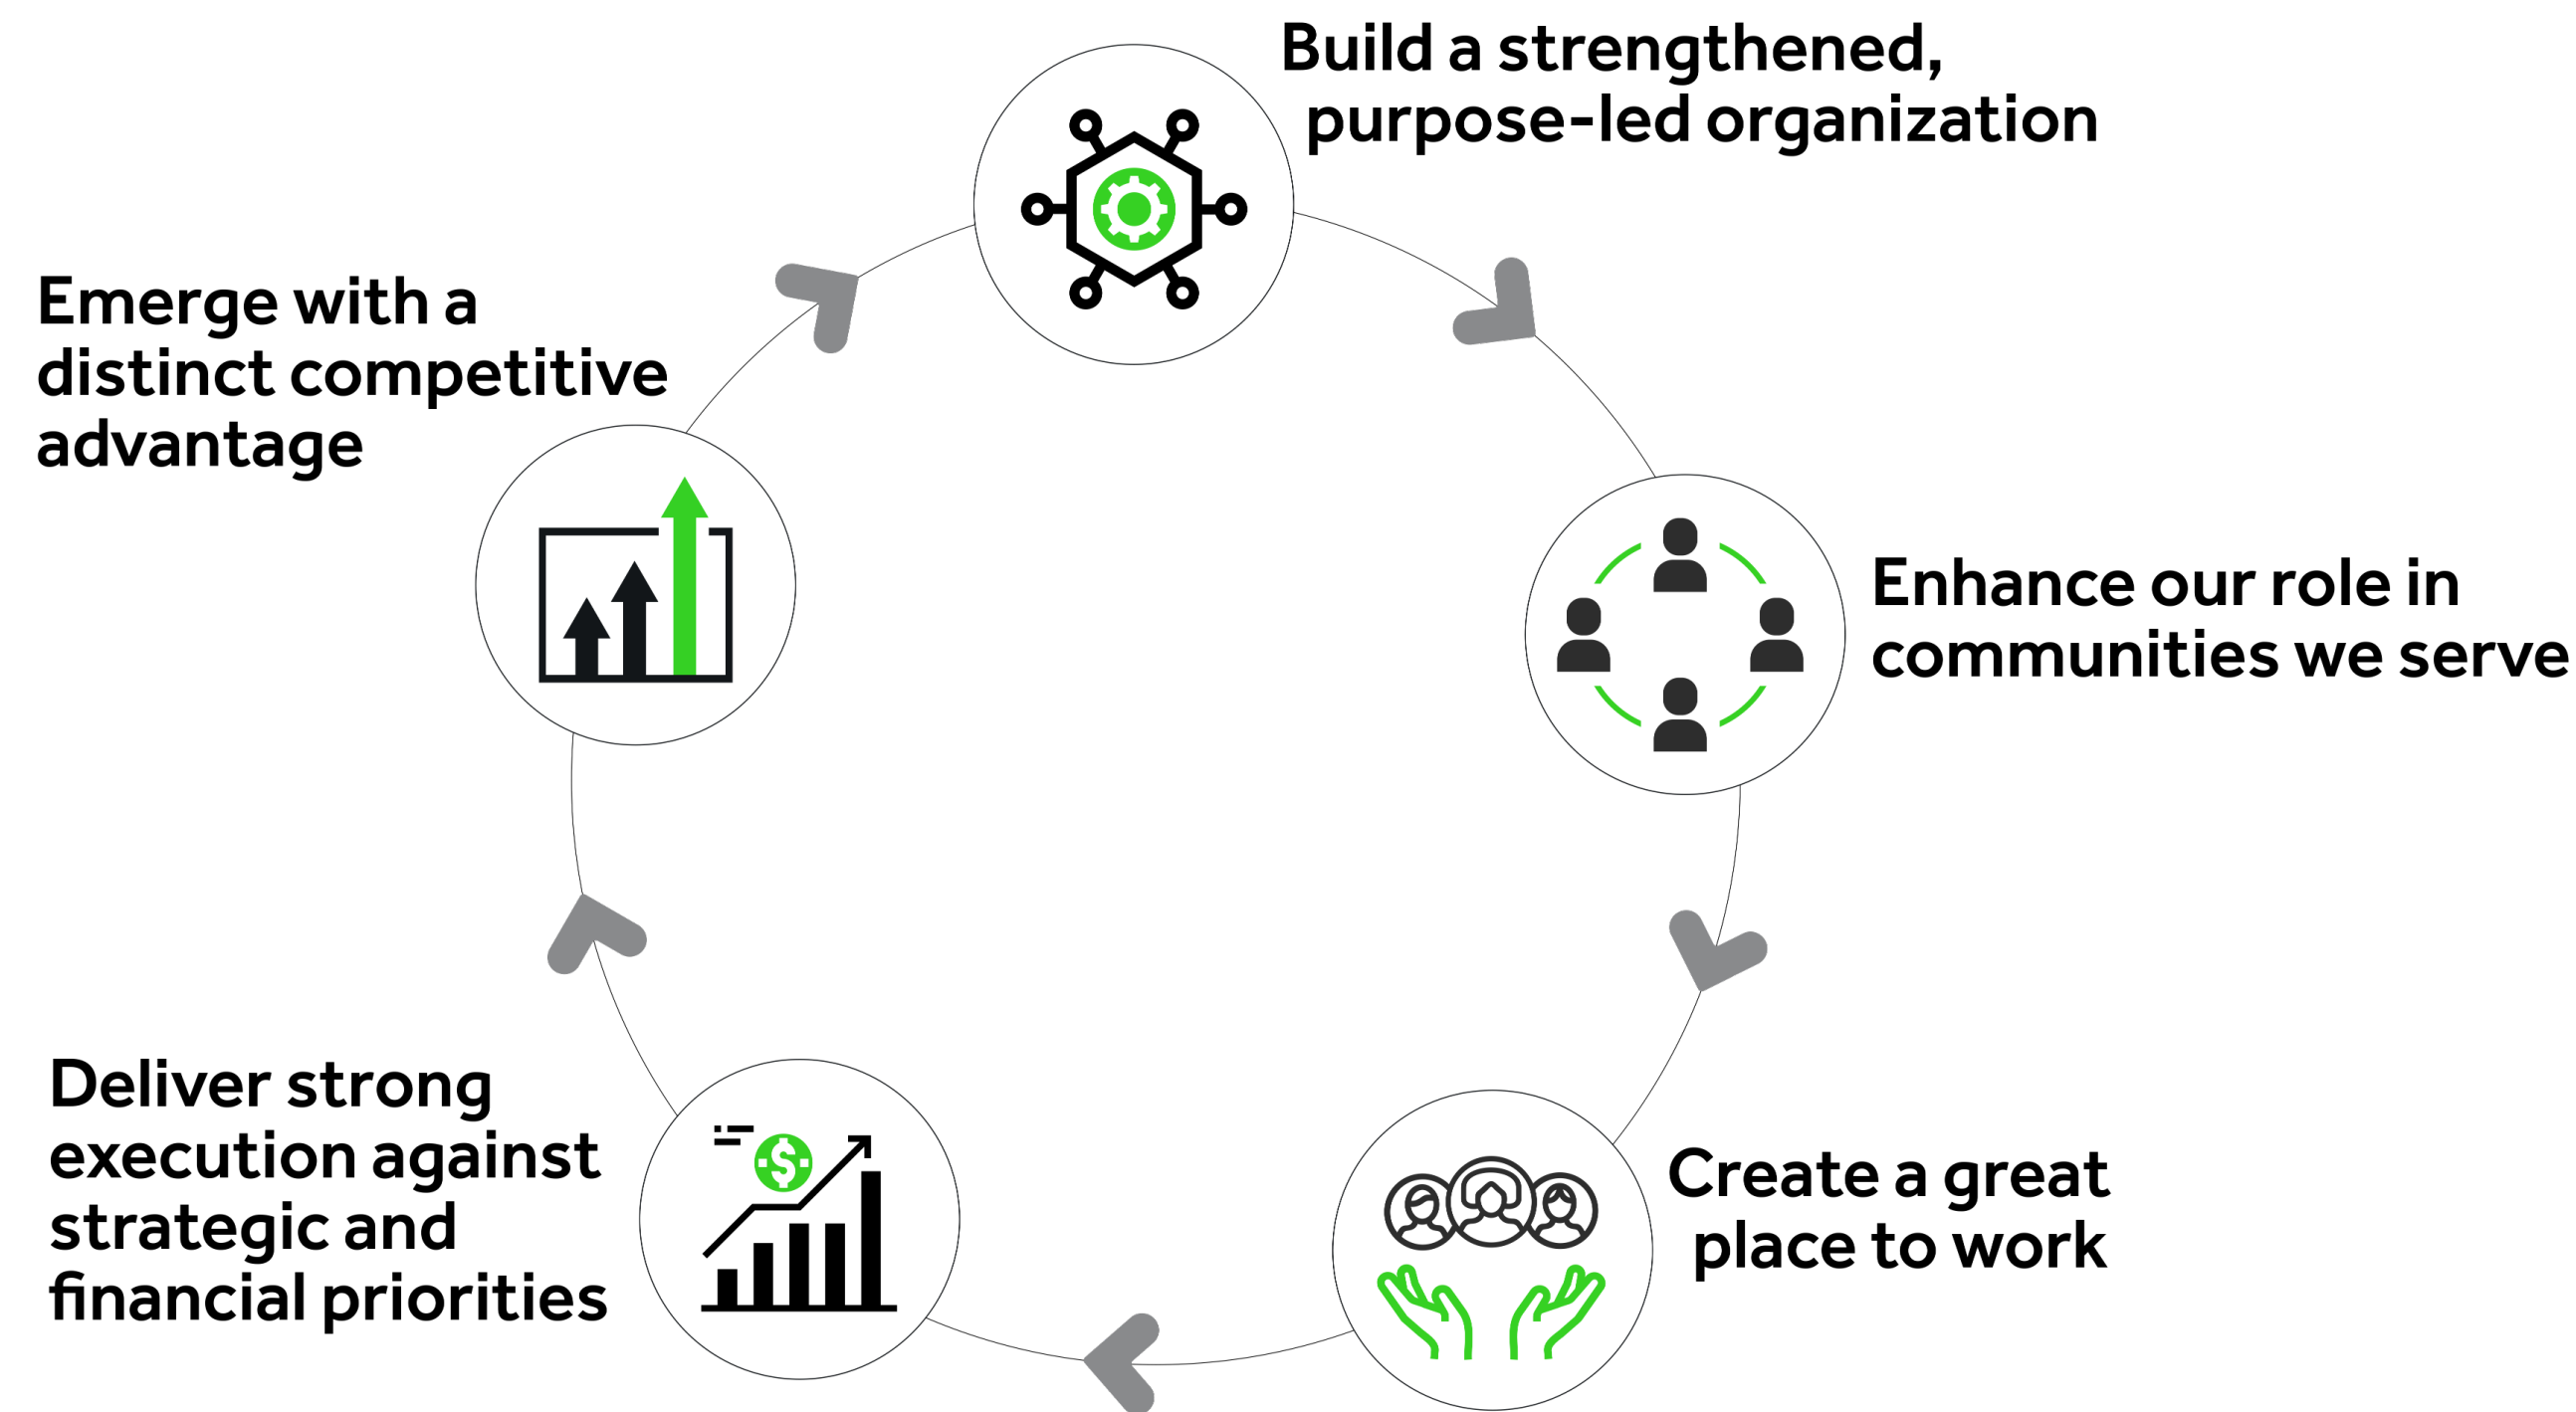 Build a strengthened,
purpose-led organization
Enhance our role in
communities we serve
Create a great
place to work
Deliver strong
execution against
strategic and
financial priorities
Emerge with a
distinct competitive
advantage
$